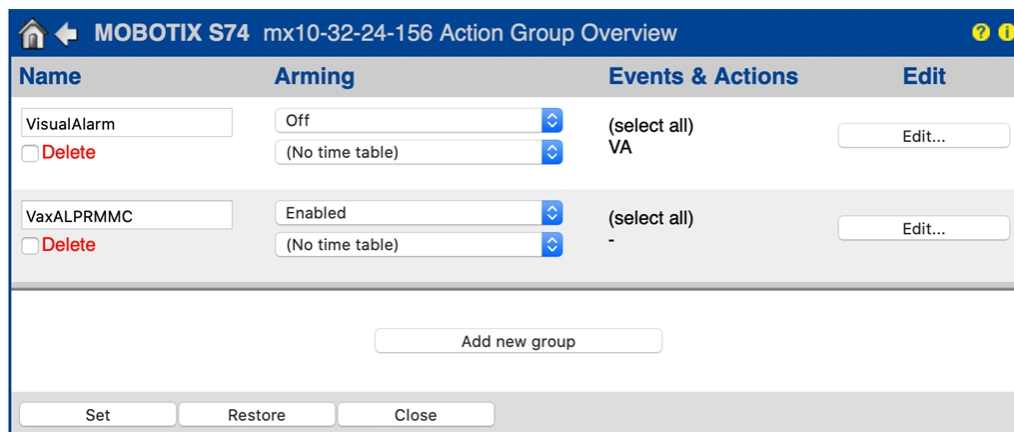 MOBOTIX S74 mx10-32-24-156 Action Group Overview ? i
Name Arming Events & Actions Edit
VisualAlarm Off (select all) Edit...
Delete (No time table) VA
VaxALPRMMC Enabled (select all) Edit...
Delete (No time table) -
Add new group
Set Restore Close